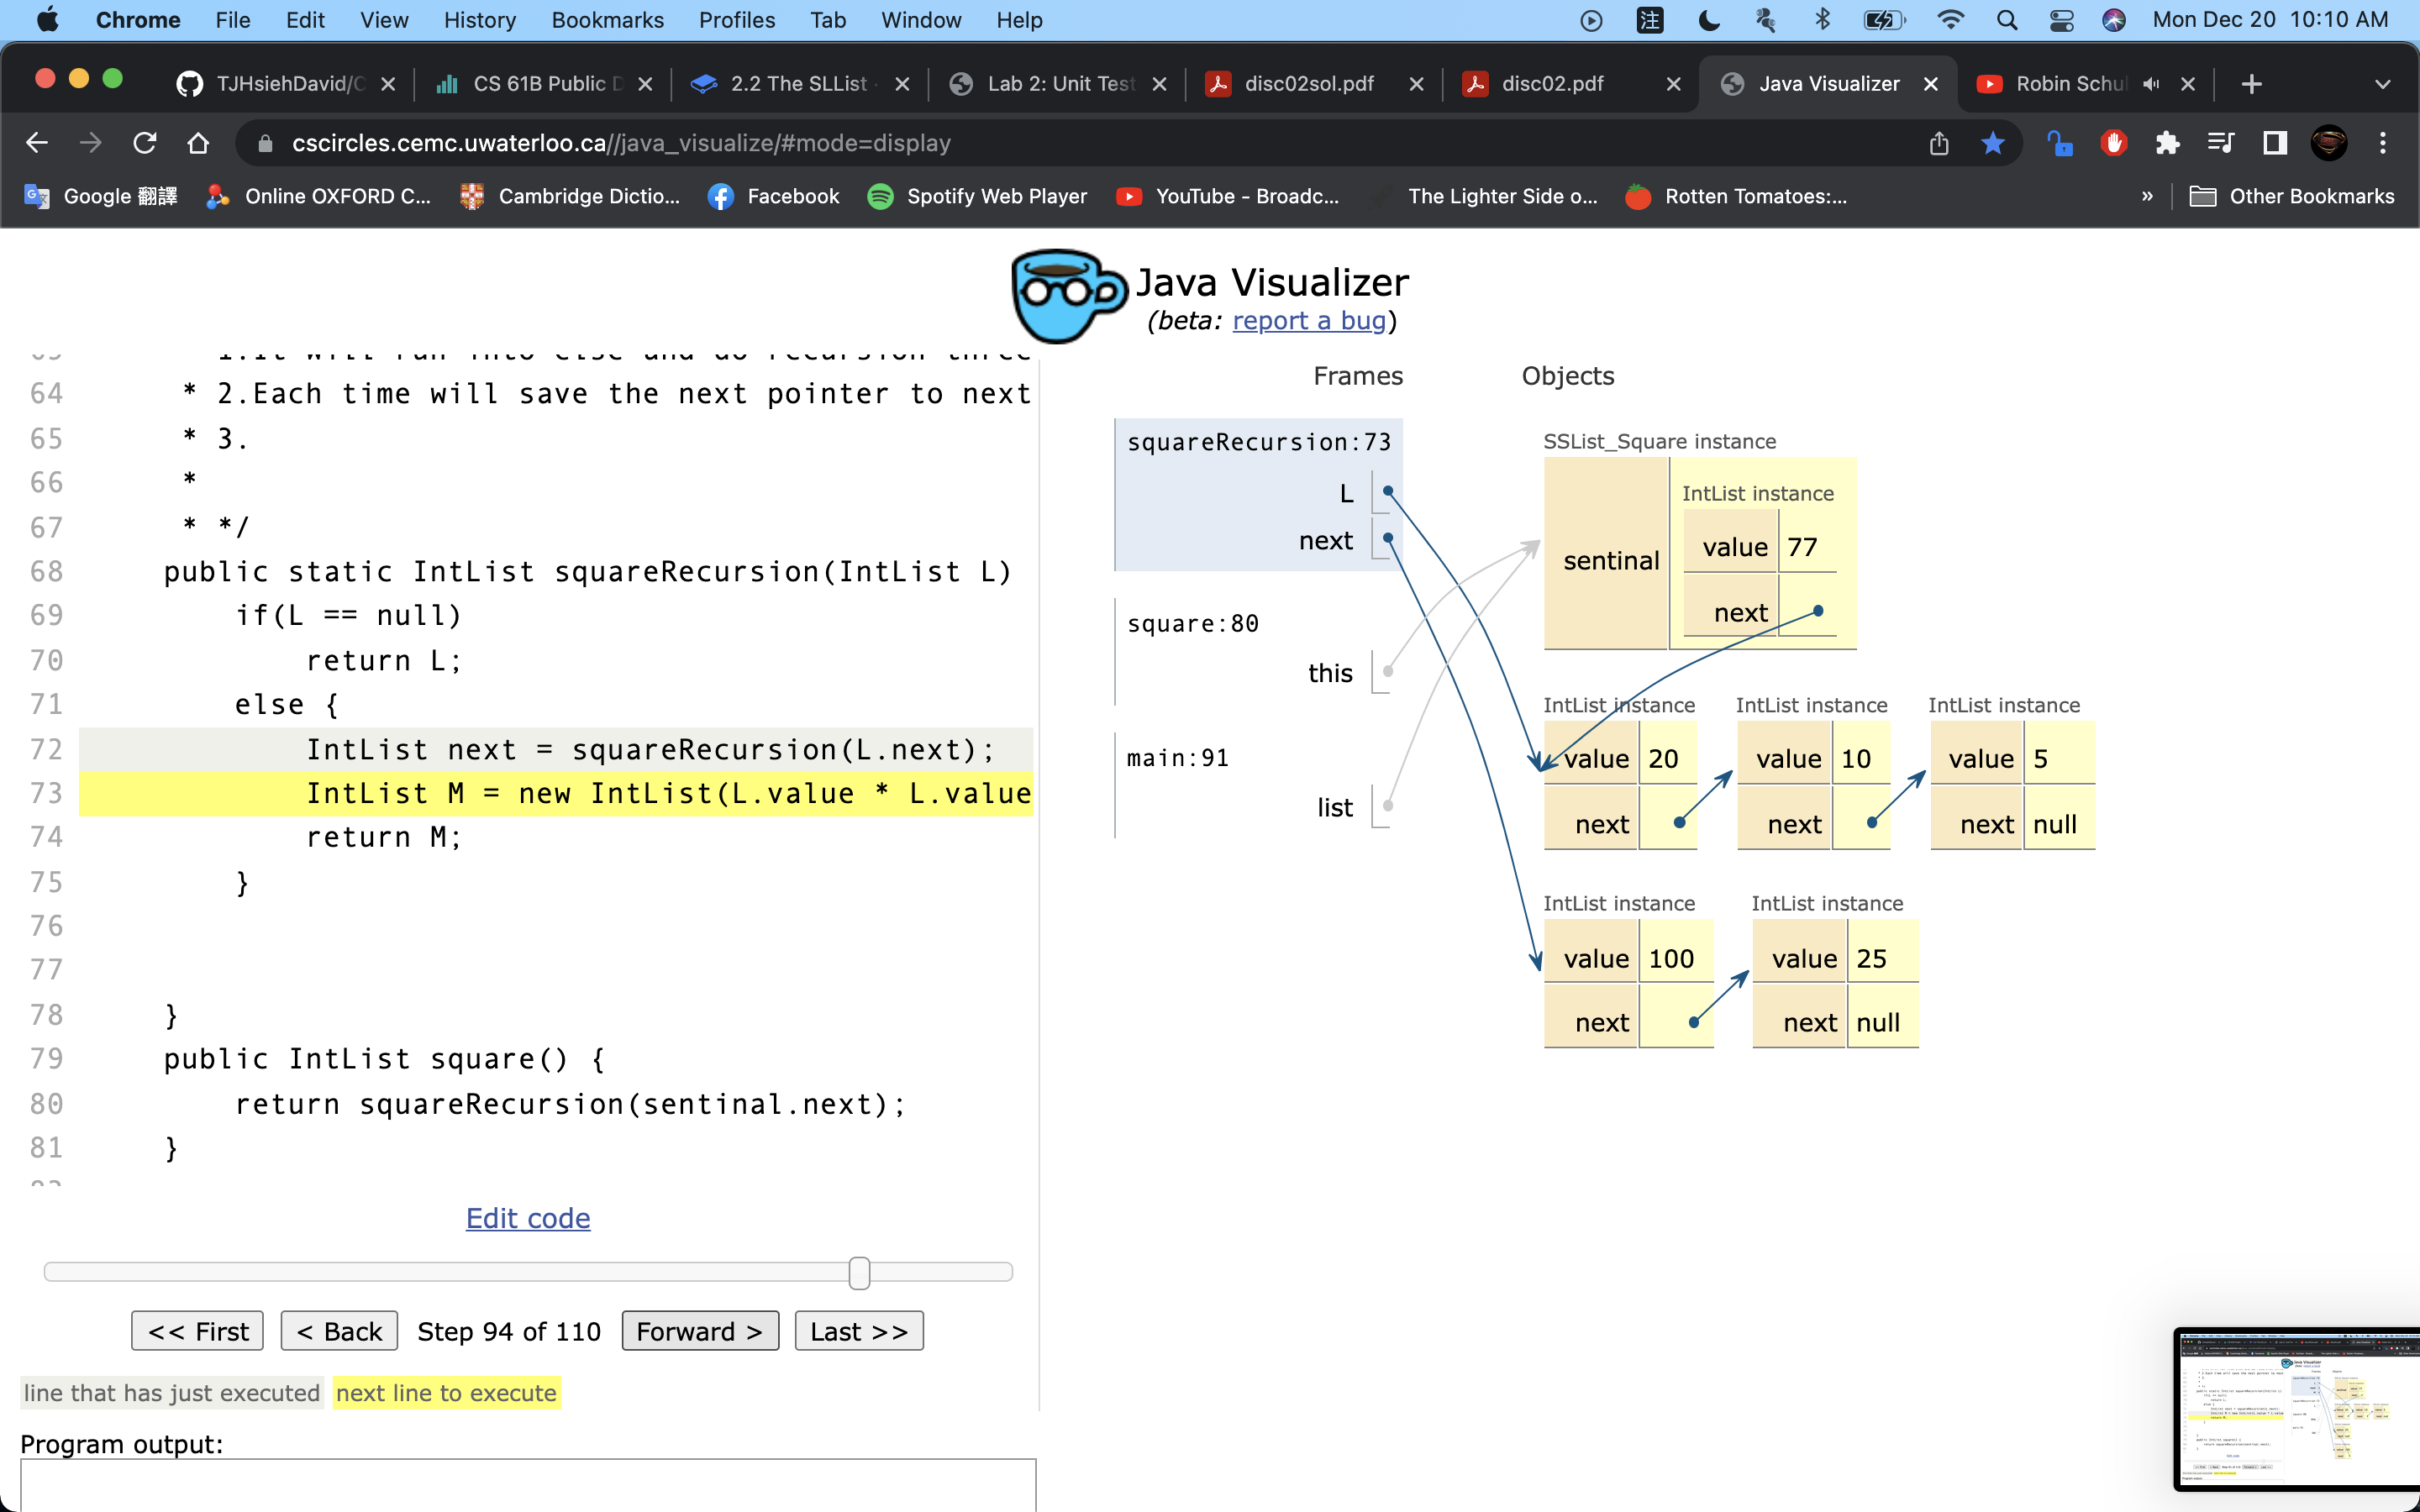 Chrome File Edit View History Bookmarks Profiles Tab Window Help 注 Mon Dec 20 10:10 AM
TJHsiehDavid/C CS 61B Public D 2.2 The SLList · Lab 2: Unit Test disc02sol.pdf disc02.pdf Java Visualizer Robin Schul
cscircles.cemc.uwaterloo.ca//java_visualize/#mode=display
Google 翻譯 Online OXFORD C... Cambridge Dictio... Facebook Spotify Web Player YouTube - Broadc... The Lighter Side o... Rotten Tomatoes:... » Other Bookmarks
Java Visualizer
(beta: report a bug)
64 * 2.Each time will save the next pointer to next
65 * 3.
66 *
67 * */
68 public static IntList squareRecursion(IntList L)
69 if(L == null)
70 return L;
71 else {
72 IntList next = squareRecursion(L.next);
73 IntList M = new IntList(L.value * L.value
74 return M;
75 }
76
77
78 }
79 public IntList square() {
80 return squareRecursion(sentinal.next);
81 }
Edit code
<< First < Back Step 94 of 110 Forward > Last >>
line that has just executed next line to execute
Program output:
Frames Objects
squareRecursion:73
L
next
square:80
this
main:91
list
SSList_Square instance
sentinal
IntList instance
value 77
next
IntList instance IntList instance IntList instance
value 20 value 10 value 5
next next next null
IntList instance IntList instance
value 100 value 25
next next null